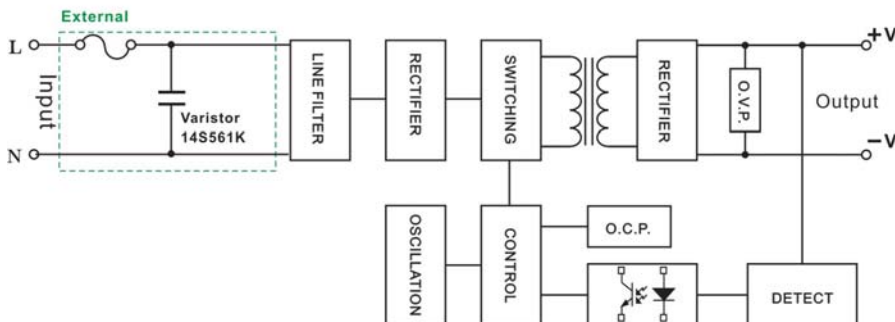 External
L
Input
N
Varistor
14S561K
LINE FILTER
RECTIFIER
SWITCHING
RECTIFIER
O.V.P.
+V
Output
−V
OSCILLATION
CONTROL
O.C.P.
DETECT